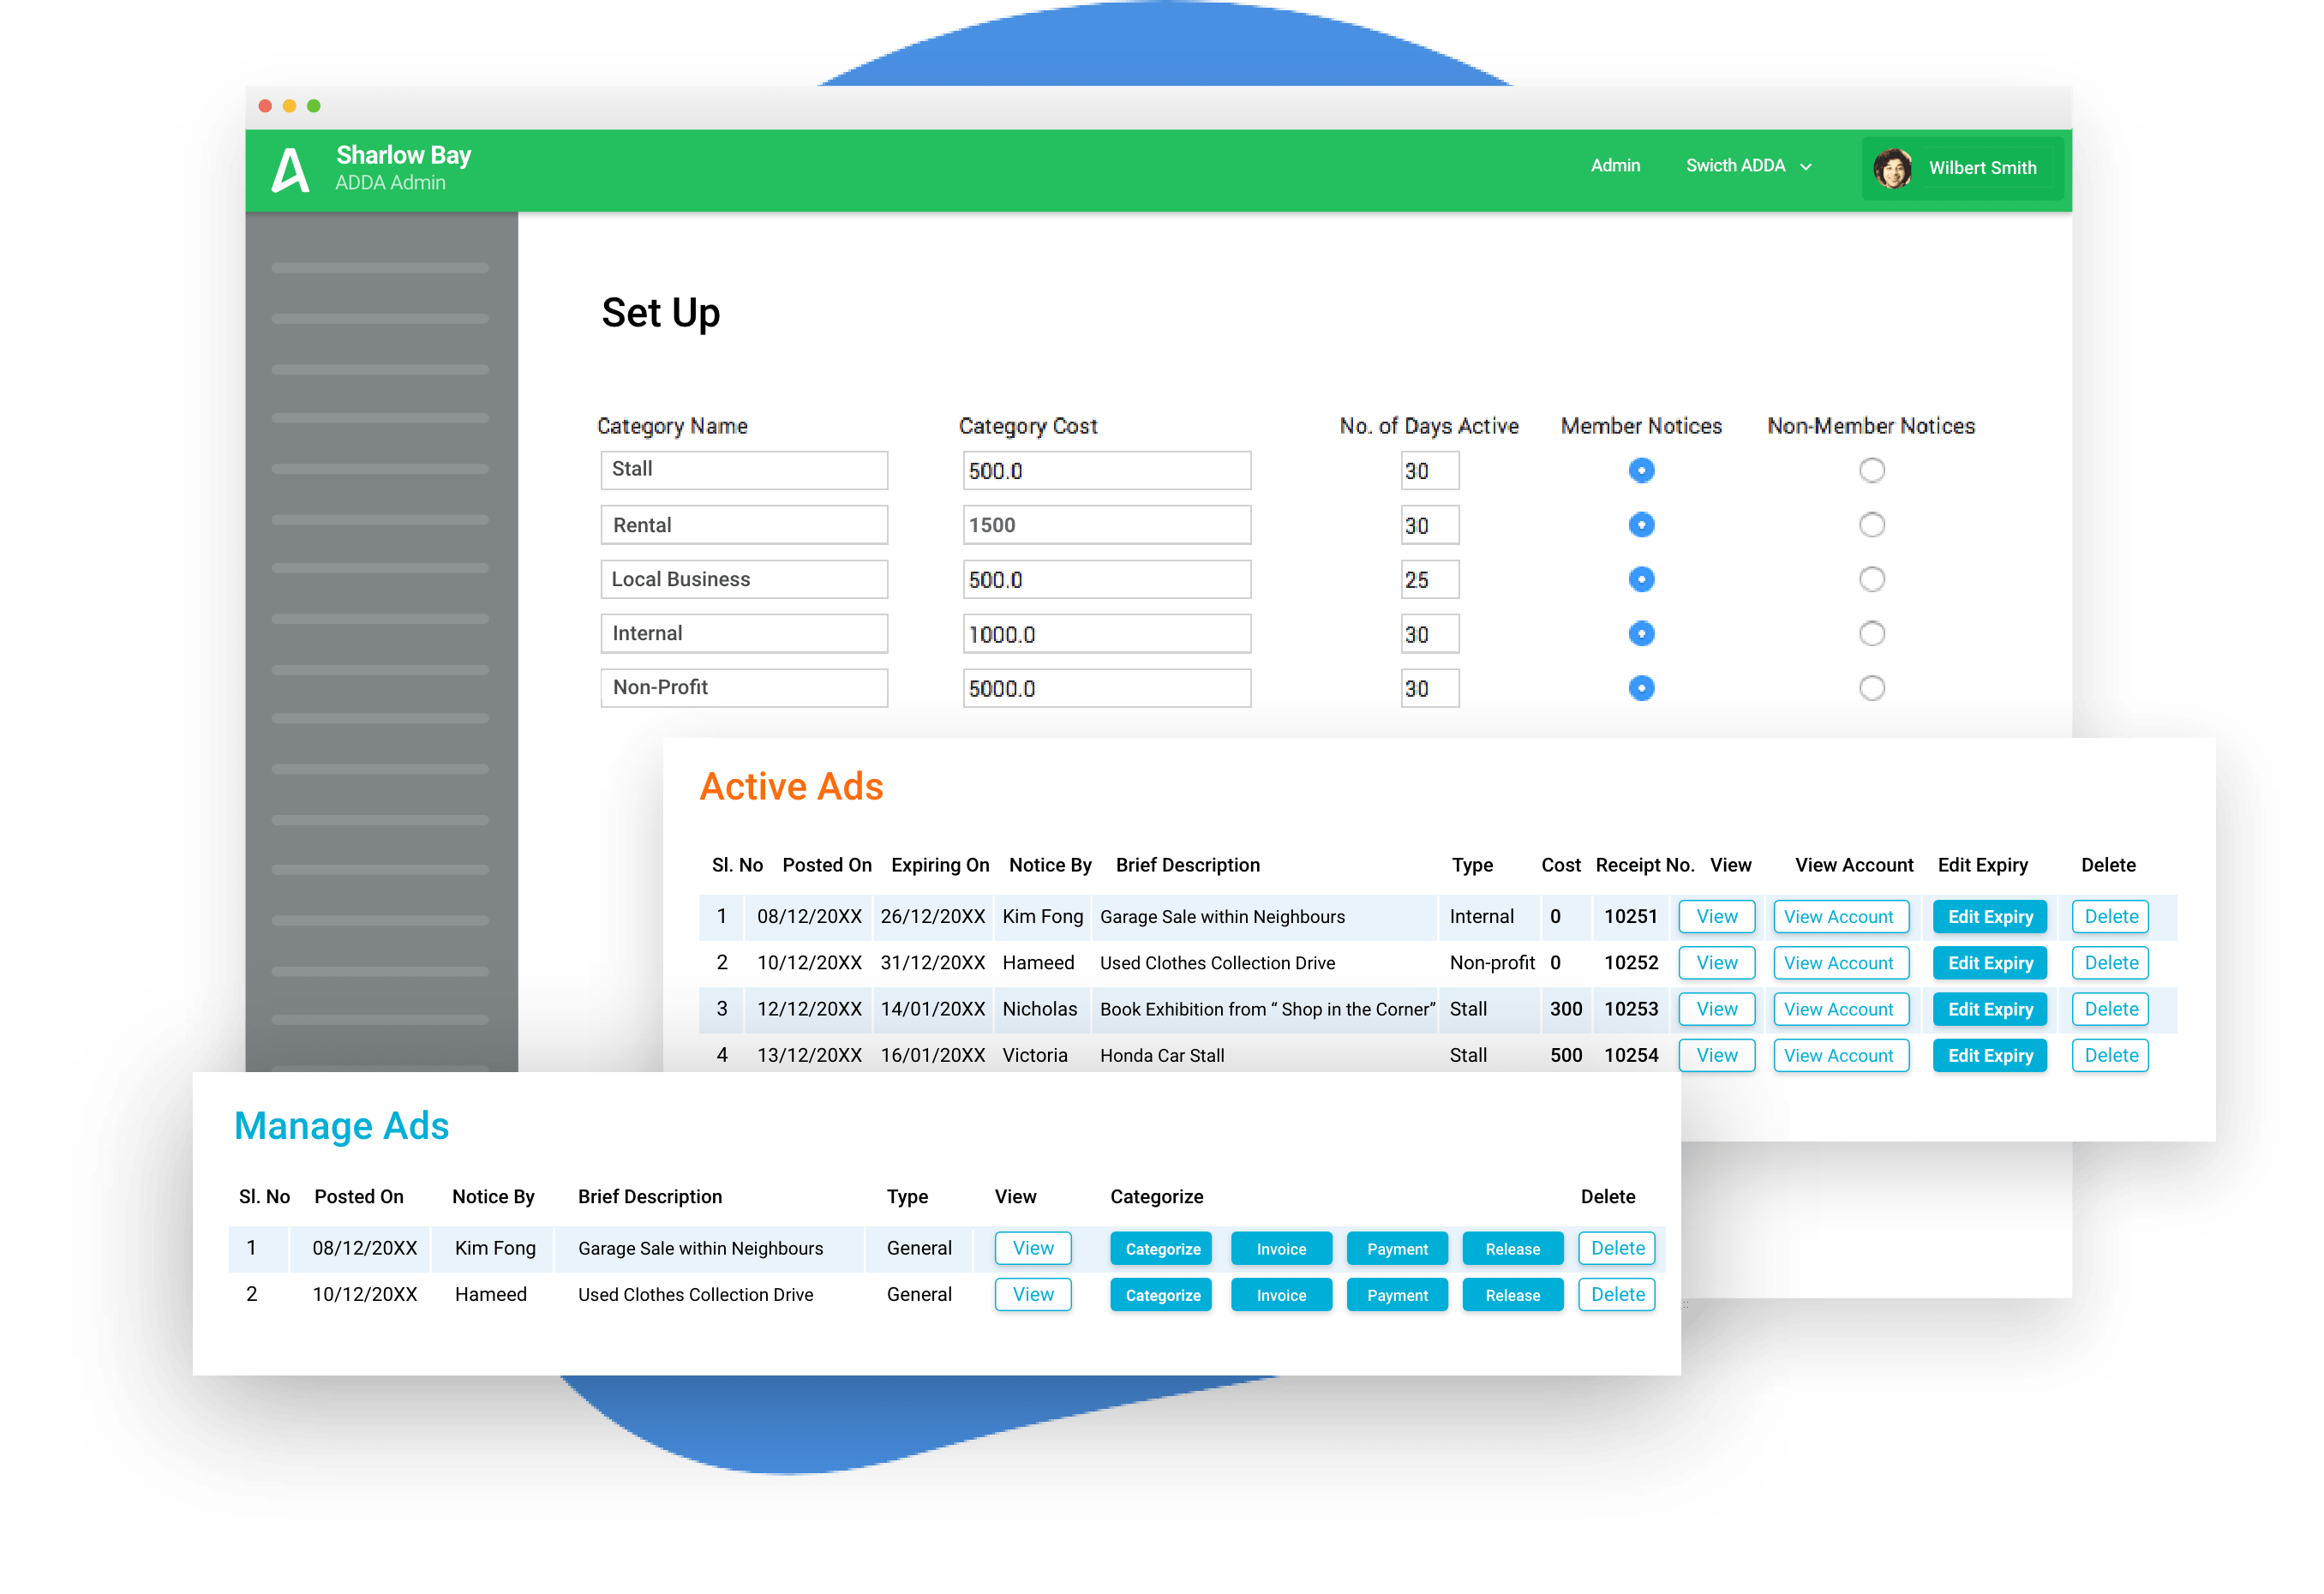 Sharlow Bay
ADDA Admin
Admin Swicth ADDA Wilbert Smith
Set Up
Category Name Category Cost No. of Days Active Member Notices Non-Member Notices
Stall 500.0 30
Rental 1500 30
Local Business 500.0 25
Internal 1000.0 30
Non-Profit 5000.0 30
Active Ads
Sl. No Posted On Expiring On Notice By Brief Description Type Cost Receipt No. View View Account Edit Expiry Delete
1 08/12/20XX 26/12/20XX Kim Fong Garage Sale within Neighbours Internal 0 10251 View View Account Edit Expiry Delete
2 10/12/20XX 31/12/20XX Hameed Used Clothes Collection Drive Non-profit 0 10252 View View Account Edit Expiry Delete
3 12/12/20XX 14/01/20XX Nicholas Book Exhibition from “ Shop in the Corner” Stall 300 10253 View View Account Edit Expiry Delete
4 13/12/20XX 16/01/20XX Victoria Honda Car Stall Stall 500 10254 View View Account Edit Expiry Delete
Manage Ads
Sl. No Posted On Notice By Brief Description Type View Categorize Delete
1 08/12/20XX Kim Fong Garage Sale within Neighbours General View Categorize Invoice Payment Release Delete
2 10/12/20XX Hameed Used Clothes Collection Drive General View Categorize Invoice Payment Release Delete